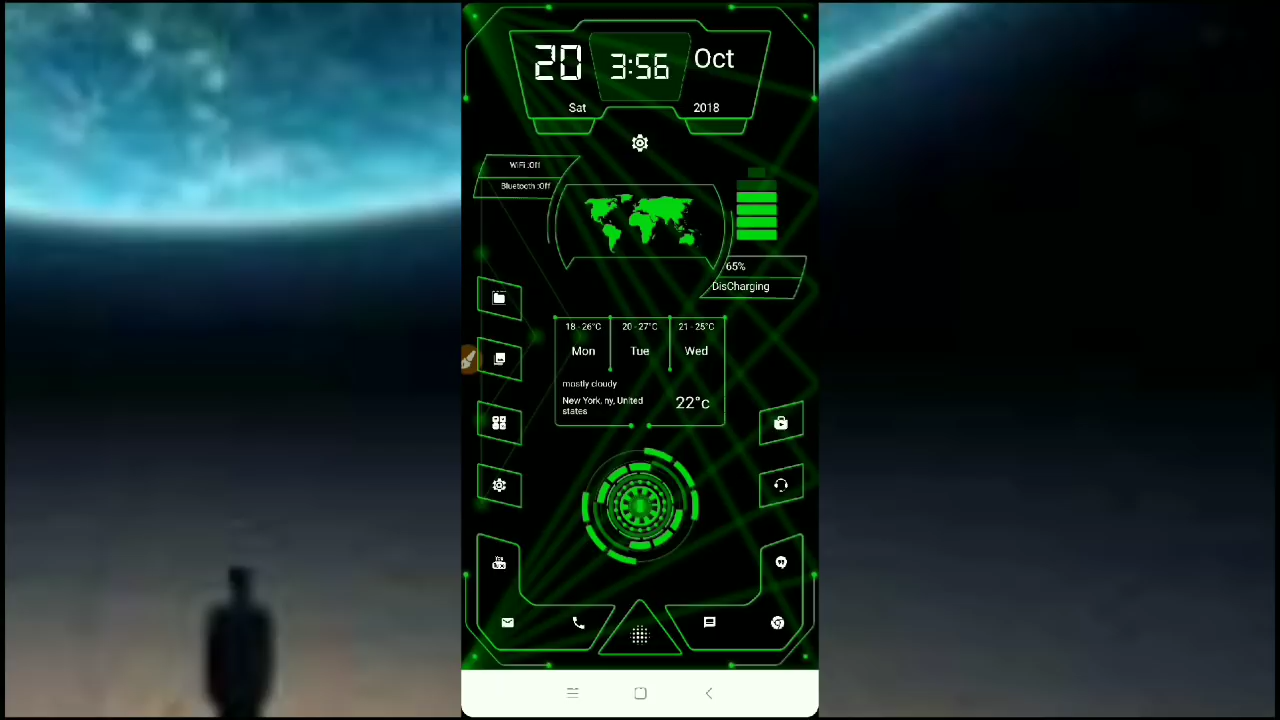 20 3:56 Oct
Sat 2018
WiFi :Off
Bluetooth :Off
65%
DisCharging
18 - 26°C 20 - 27°C 21 - 25°C
Mon Tue Wed
mostly cloudy
New York, ny, United
states
22°c
You